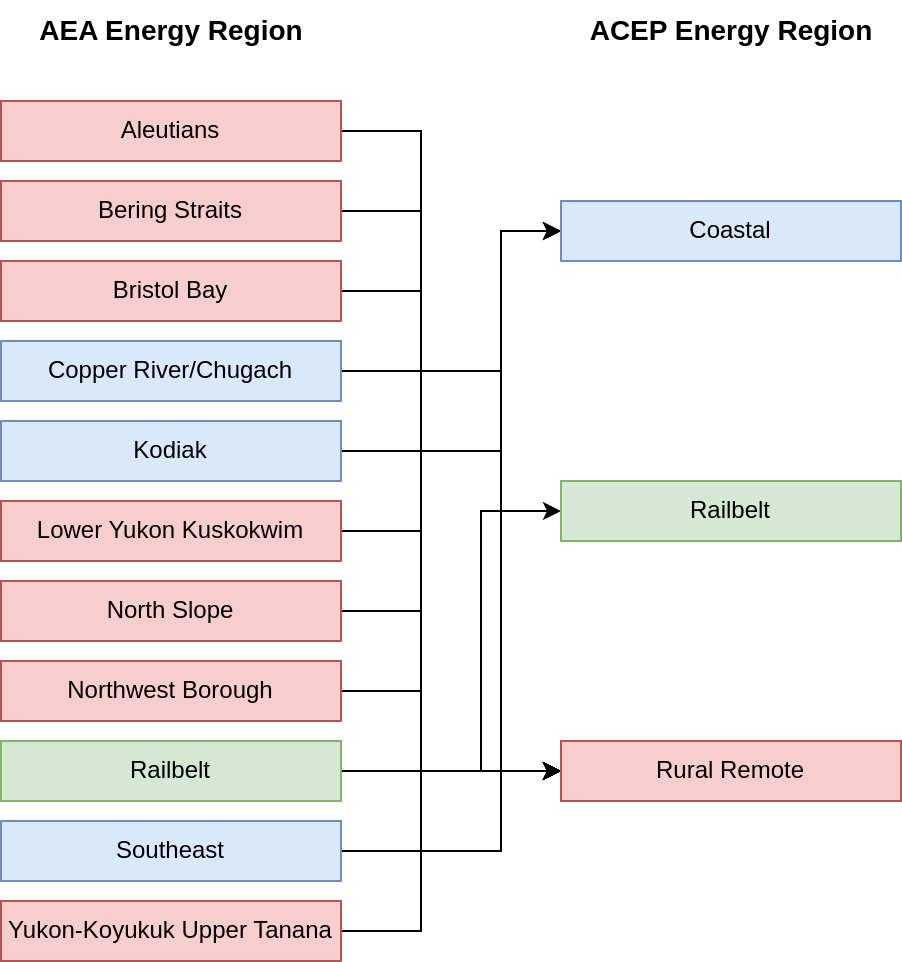 AEA Energy Region
ACEP Energy Region
Aleutians
Bering Straits
Bristol Bay
Copper River/Chugach
Kodiak
Lower Yukon Kuskokwim
North Slope
Northwest Borough
Railbelt
Southeast
Yukon-Koyukuk Upper Tanana
Coastal
Railbelt
Rural Remote